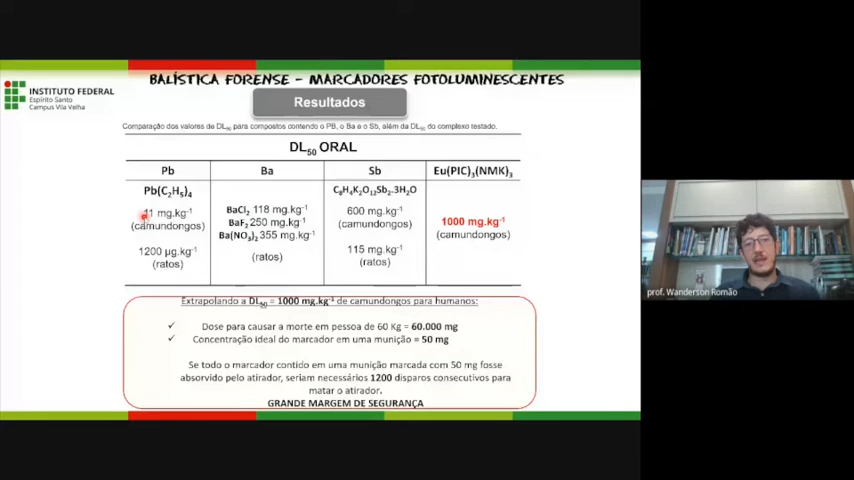 BALÍSTICA FORENSE – MARCADORES FOTOLUMINESCENTES
INSTITUTO FEDERAL
Espírito Santo
Campus Vila Velha
Resultados
Comparação dos valores de DL50 para compostos contendo o PB, o Ba e o Sb, além da DL50 do complexo testado.
DL50 ORAL
Pb
Ba
Sb
Eu(PIC)3(NMK)3
Pb(C2H5)4
11 mg.kg-1
(camundongos)
1200 µg.kg-1
(ratos)
BaCl2 118 mg.kg-1
BaF2 250 mg.kg-1
Ba(NO3)2 355 mg.kg-1
(ratos)
C8H4K2O12Sb2.3H2O
600 mg.kg-1
(camundongos)
115 mg.kg-1
(ratos)
1000 mg.kg-1
(camundongos)
Extrapolando a DL50 = 1000 mg.kg-1 de camundongos para humanos:
✓ Dose para causar a morte em pessoa de 60 Kg = 60.000 mg
✓ Concentração ideal do marcador em uma munição = 50 mg
Se todo o marcador contido em uma munição marcada com 50 mg fosse
absorvido pelo atirador, seriam necessários 1200 disparos consecutivos para
matar o atirador.
GRANDE MARGEM DE SEGURANÇA
prof. Wanderson Romão